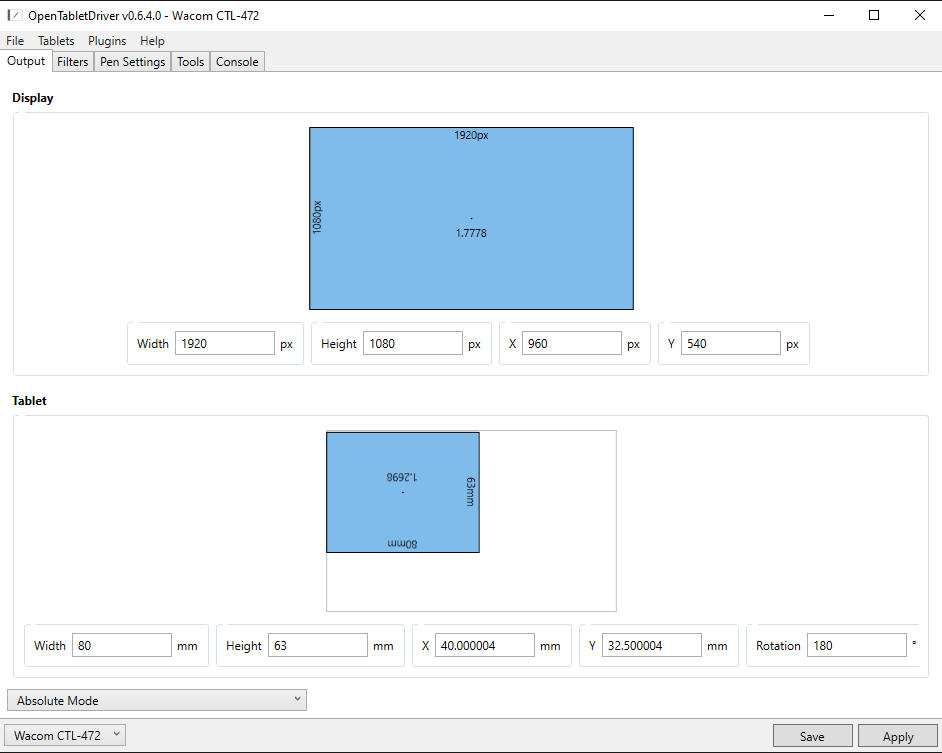 OpenTabletDriver v0.6.4.0 - Wacom CTL-472
File Tablets Plugins Help
Output Filters Pen Settings Tools Console
Display
1920px
1080px
1.7778
Width 1920 px Height 1080 px X 960 px Y 540 px
Tablet
1.2698
63mm
80mm
Width 80 mm Height 63 mm X 40.000004 mm Y 32.500004 mm Rotation 180 °
Absolute Mode
Wacom CTL-472 Save Apply